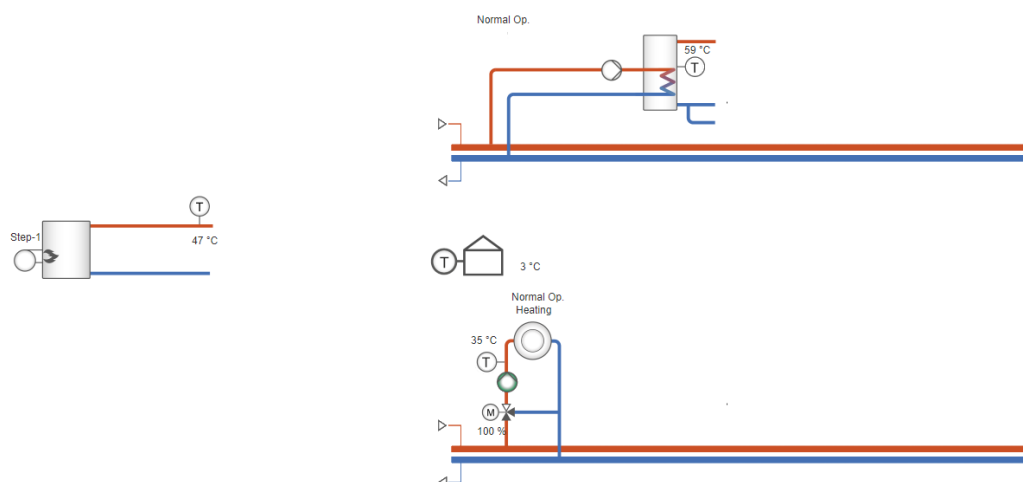 Normal Op.
59 °C
T
T
Step-1
47 °C
T
3 °C
Normal Op.
Heating
35 °C
T
M
100 %